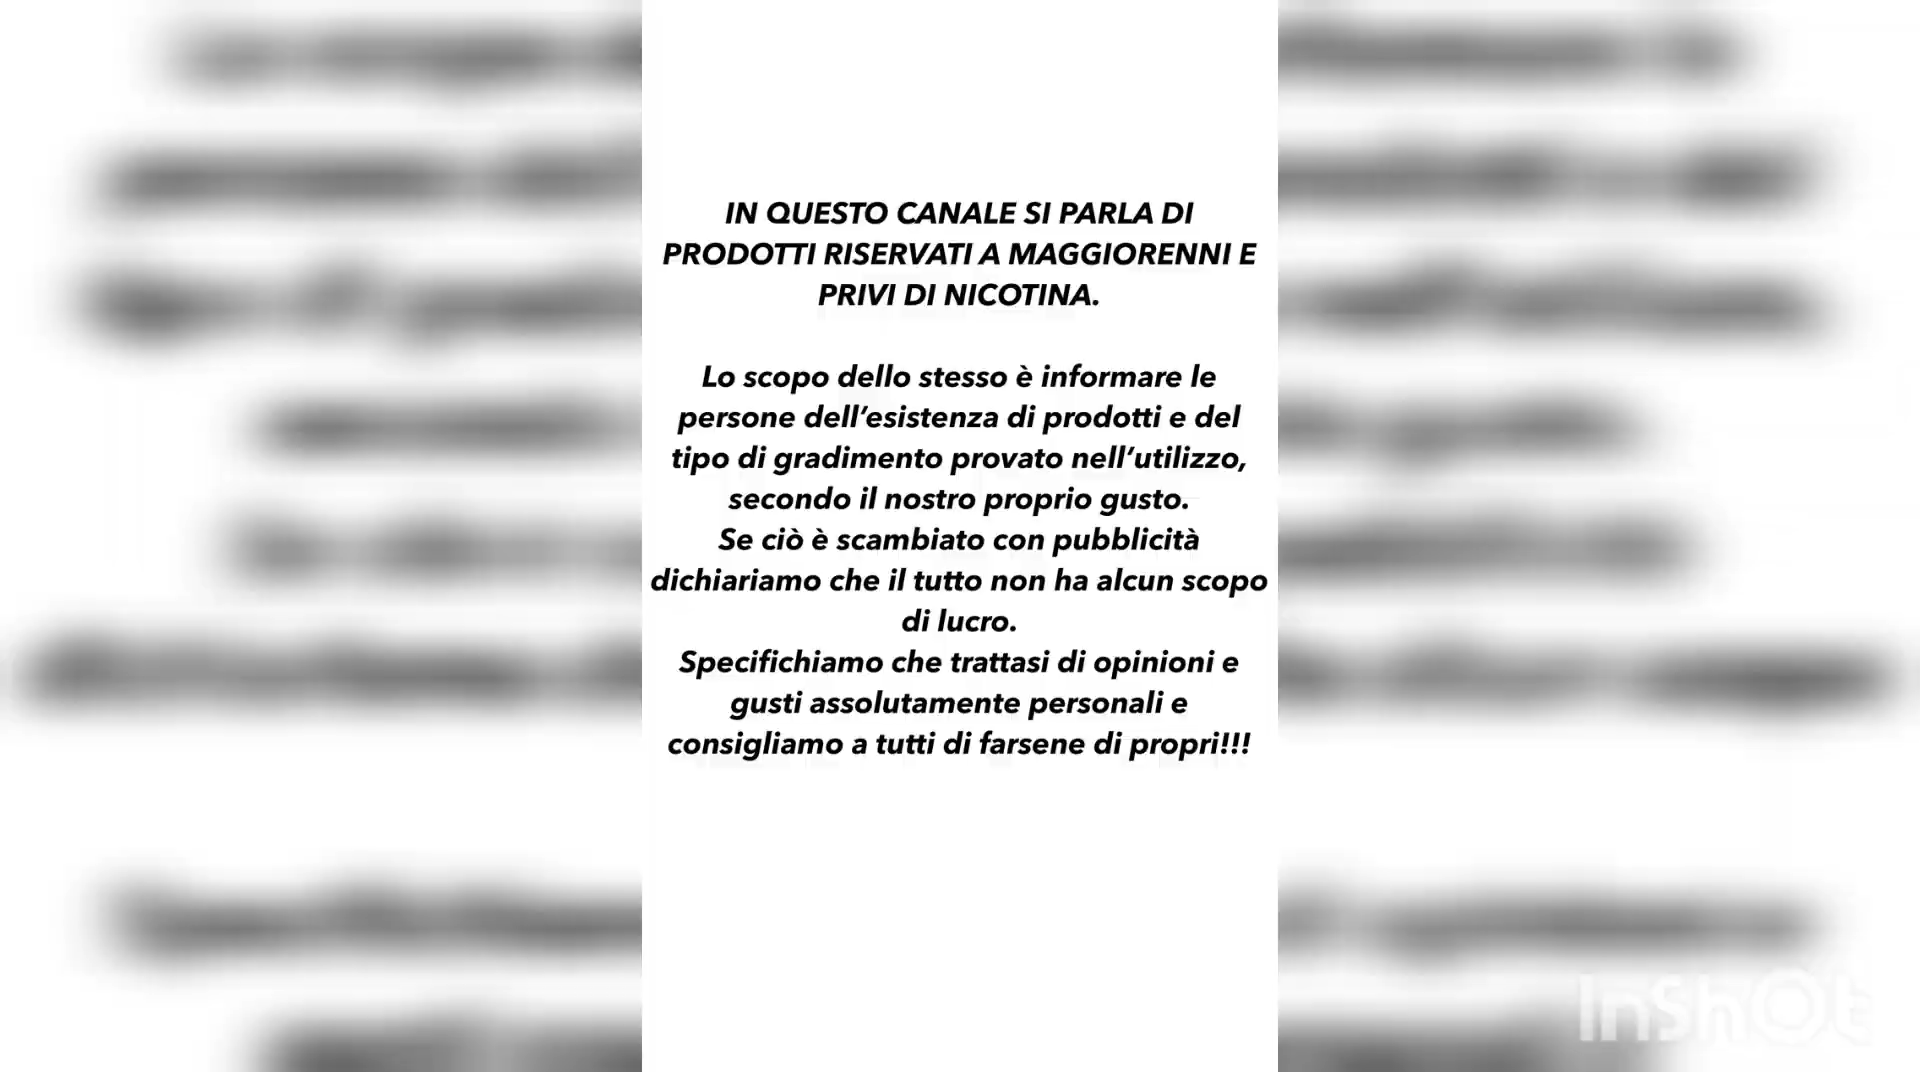 IN QUESTO CANALE SI PARLA DI
PRODOTTI RISERVATI A MAGGIORENNI E
PRIVI DI NICOTINA.
Lo scopo dello stesso è informare le
persone dell’esistenza di prodotti e del
tipo di gradimento provato nell’utilizzo,
secondo il nostro proprio gusto.
Se ciò è scambiato con pubblicità
dichiariamo che il tutto non ha alcun scopo
di lucro.
Specifichiamo che trattasi di opinioni e
gusti assolutamente personali e
consigliamo a tutti di farsene di propri!!!
InShOt